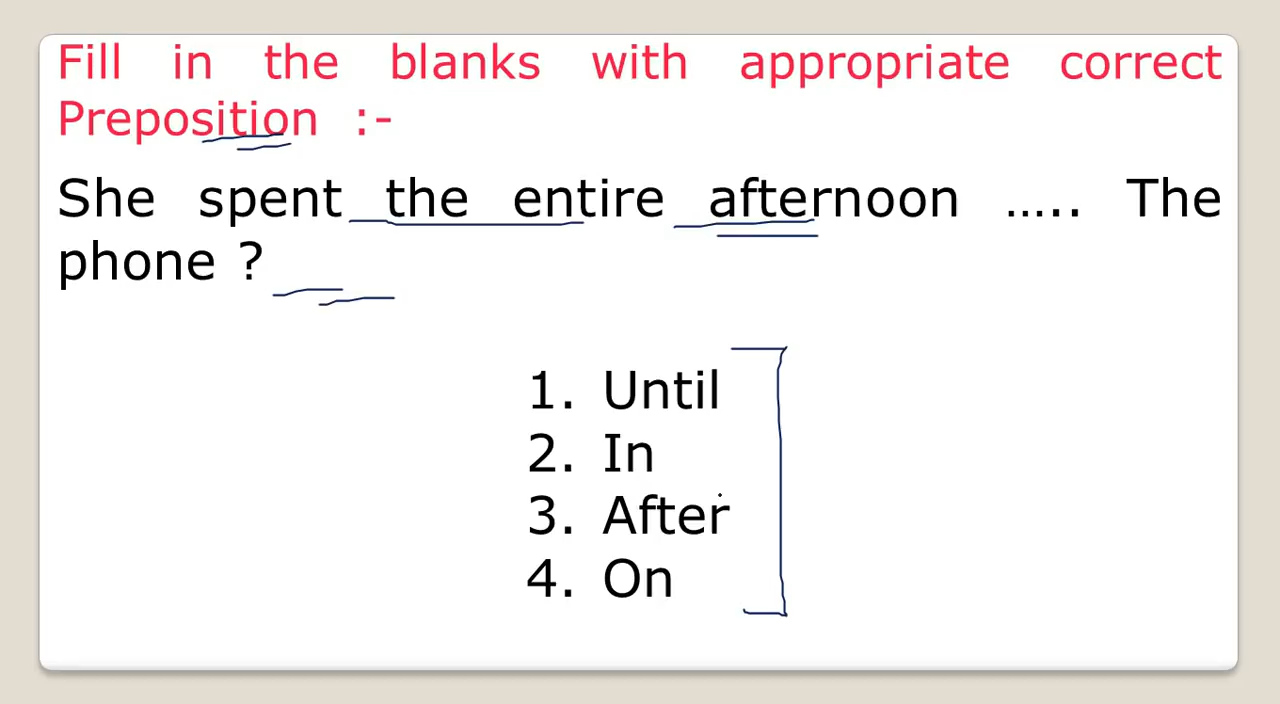 Fill in the blanks with appropriate correct
Preposition :-
She spent the entire afternoon ….. The
phone ?
1. Until
2. In
3. After
4. On